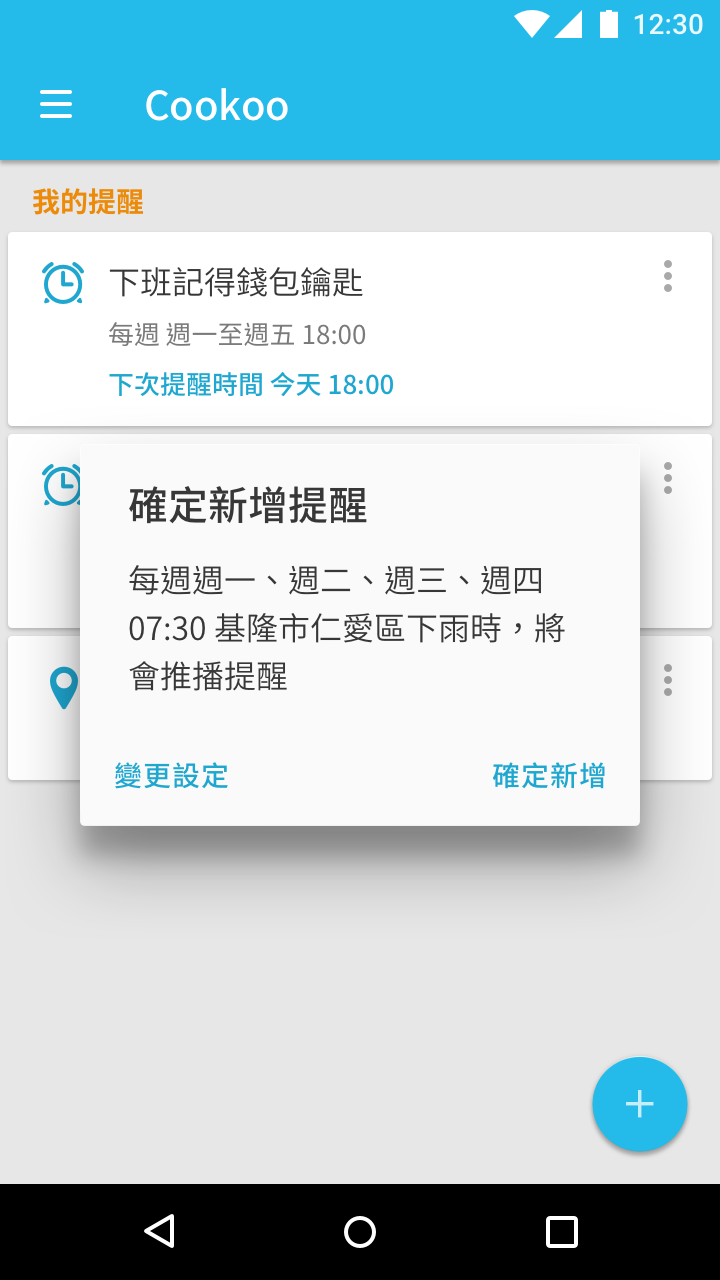 12:30
Cookoo
我的提醒
下班記得錢包鑰匙
每週 週一至週五 18:00
下次提醒時間 今天 18:00
確定新增提醒
每週週一、週二、週三、週四
07:30 基隆市仁愛區下雨時，將
會推播提醒
變更設定
確定新增